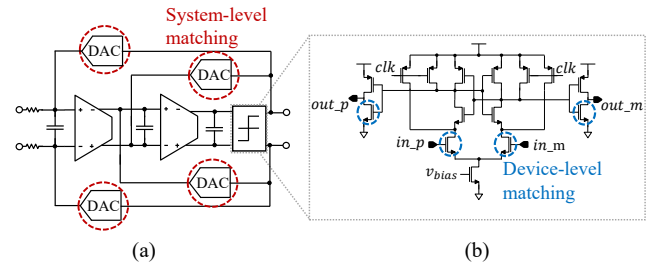 System-level
matching
DAC
DAC
DAC
DAC
+ - + -
- + - +
(a)
clk
clk
out_p
out_m
in_p
in_m
v_bias
Device-level
matching
(b)